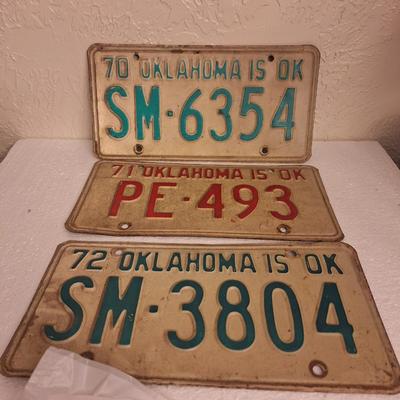 70 OKLAHOMA IS OK
SM·6354
71 OKLAHOMA IS OK
PE·493
72 OKLAHOMA IS OK
SM·3804